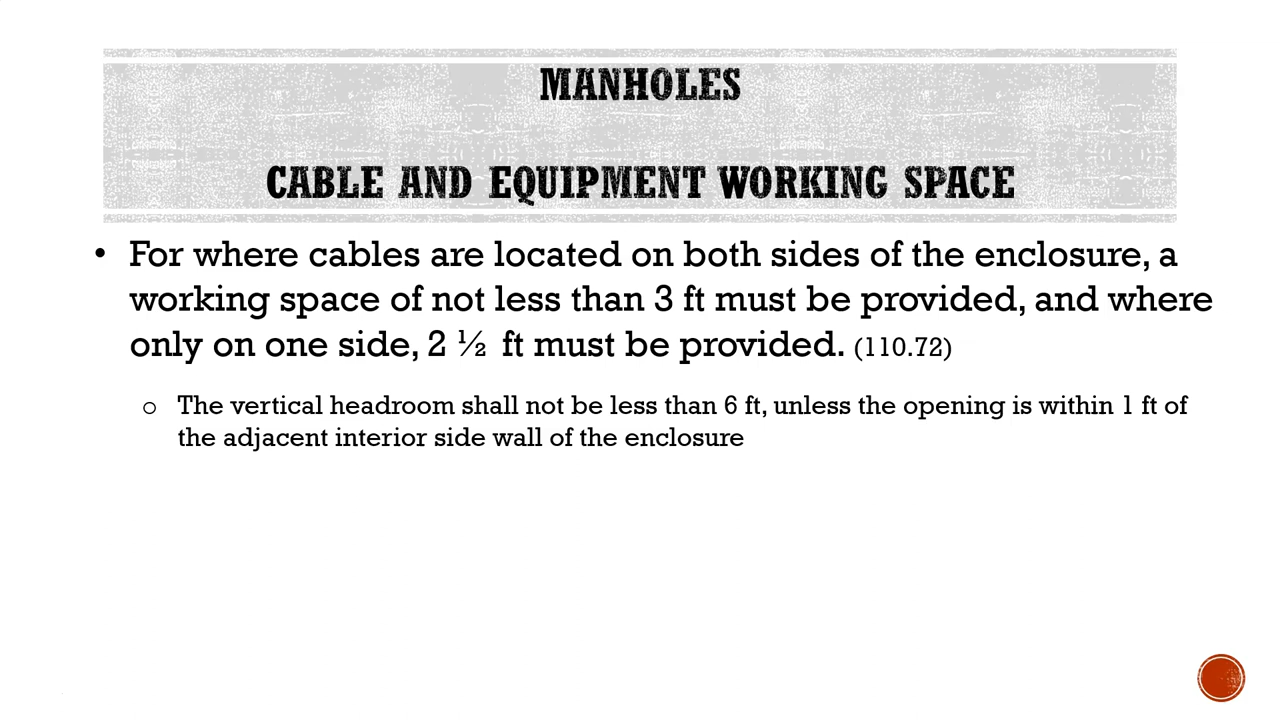 MANHOLES
CABLE AND EQUIPMENT WORKING SPACE
• For where cables are located on both sides of the enclosure, a
working space of not less than 3 ft must be provided, and where
only on one side, 2 ½ ft must be provided. (110.72)
o The vertical headroom shall not be less than 6 ft, unless the opening is within 1 ft of
the adjacent interior side wall of the enclosure